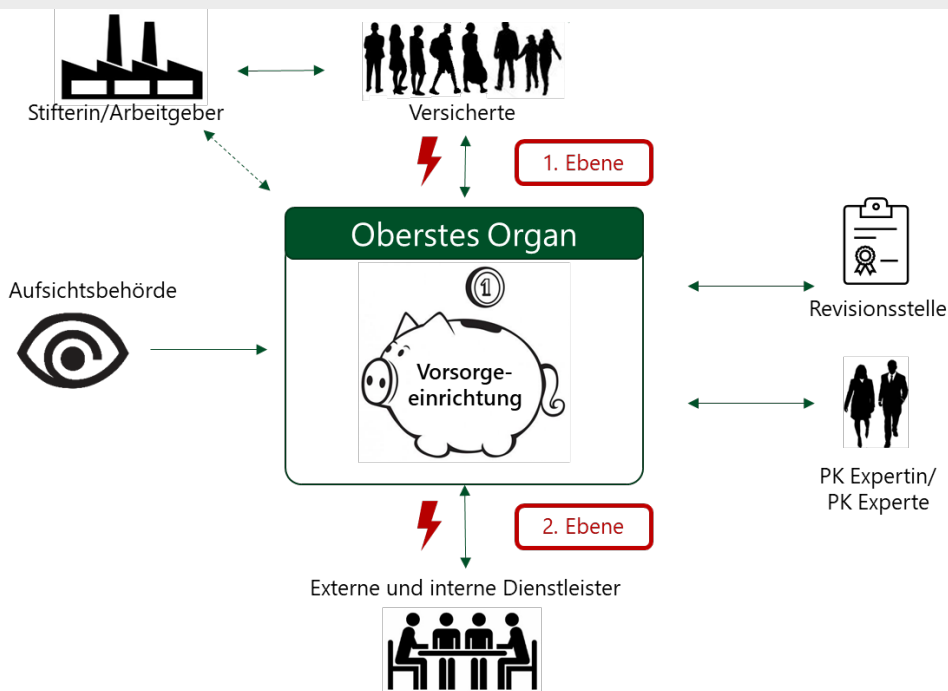 Stifterin/Arbeitgeber
Versicherte
1. Ebene
Oberstes Organ
1
Vorsorge-
einrichtung
Aufsichtsbehörde
Revisionsstelle
PK Expertin/
PK Experte
2. Ebene
Externe und interne Dienstleister